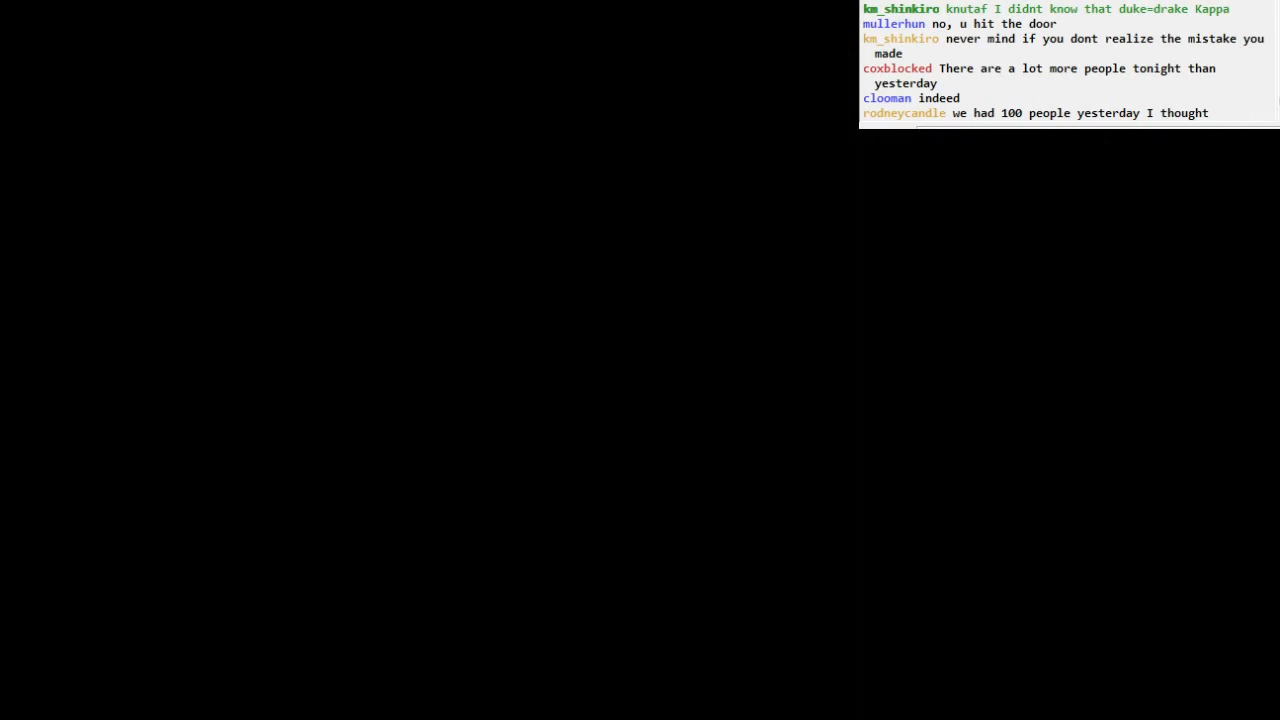 km_shinkiro knutaf I didnt know that duke=drake Kappa
mullerhun no, u hit the door
km_shinkiro never mind if you dont realize the mistake you
made
coxblocked There are a lot more people tonight than
yesterday
clooman indeed
rodneycandle we had 100 people yesterday I thought